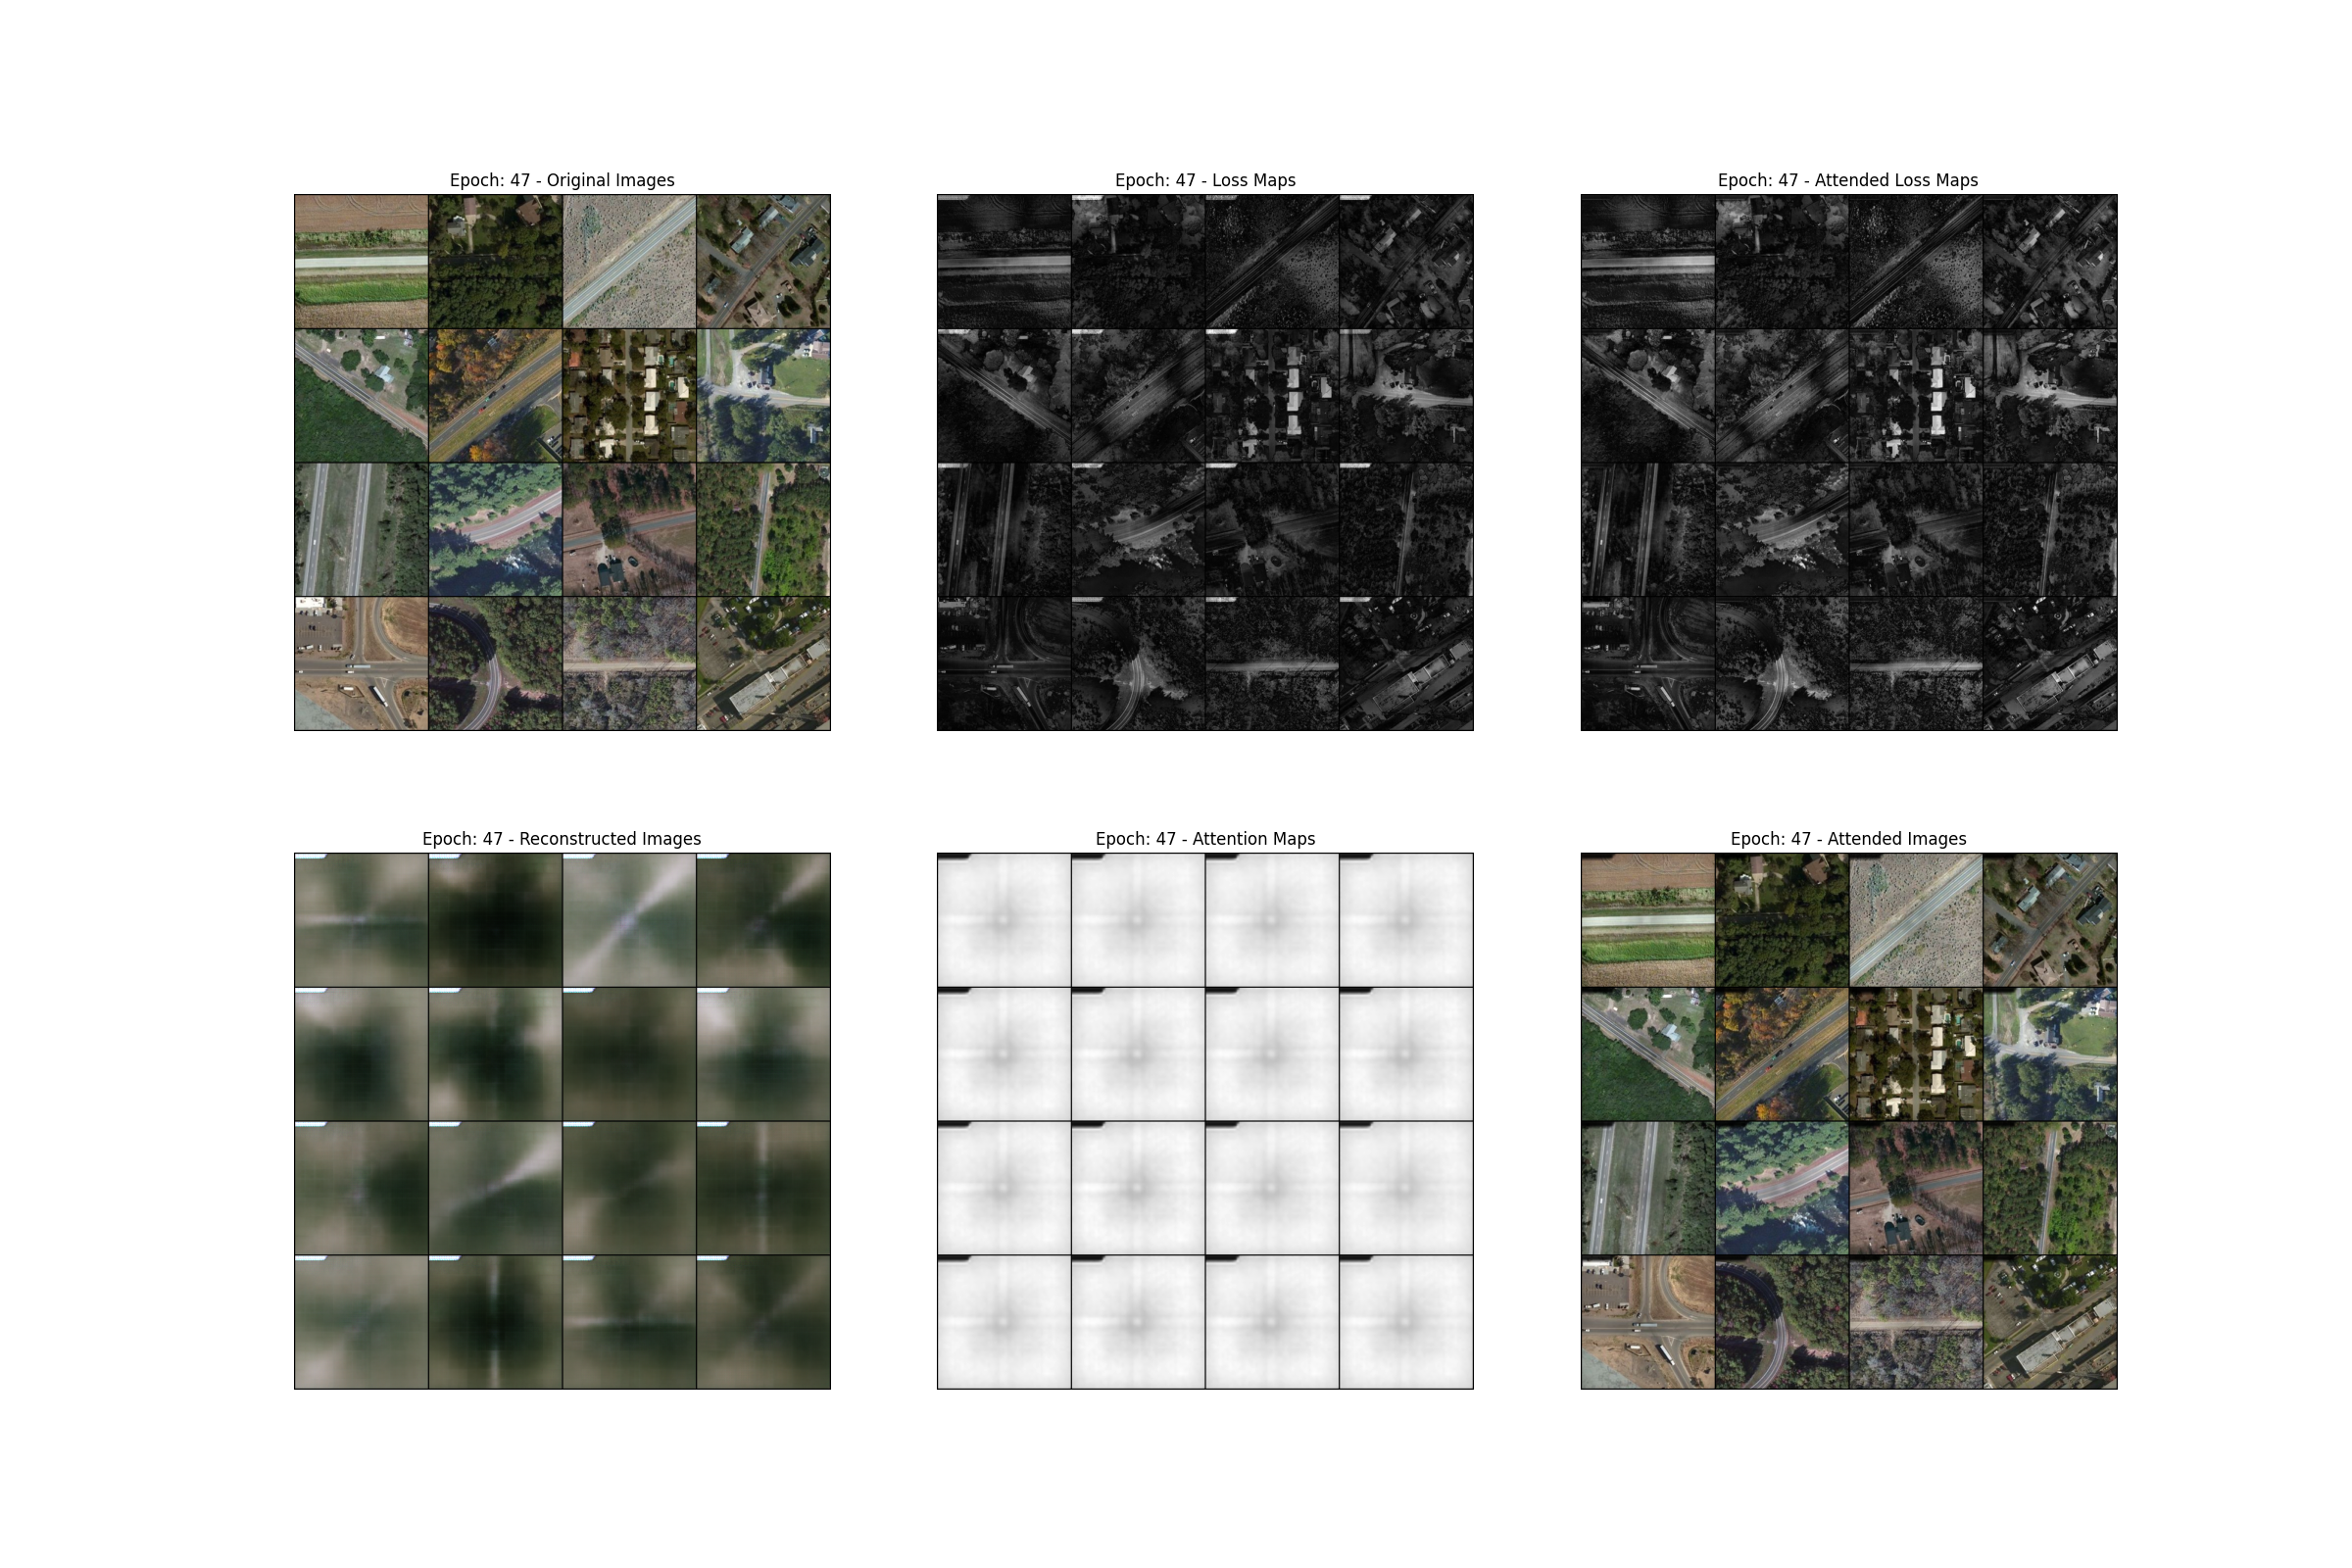 Epoch: 47 - Original Images
Epoch: 47 - Loss Maps
Epoch: 47 - Attended Loss Maps
Epoch: 47 - Reconstructed Images
Epoch: 47 - Attention Maps
Epoch: 47 - Attended Images